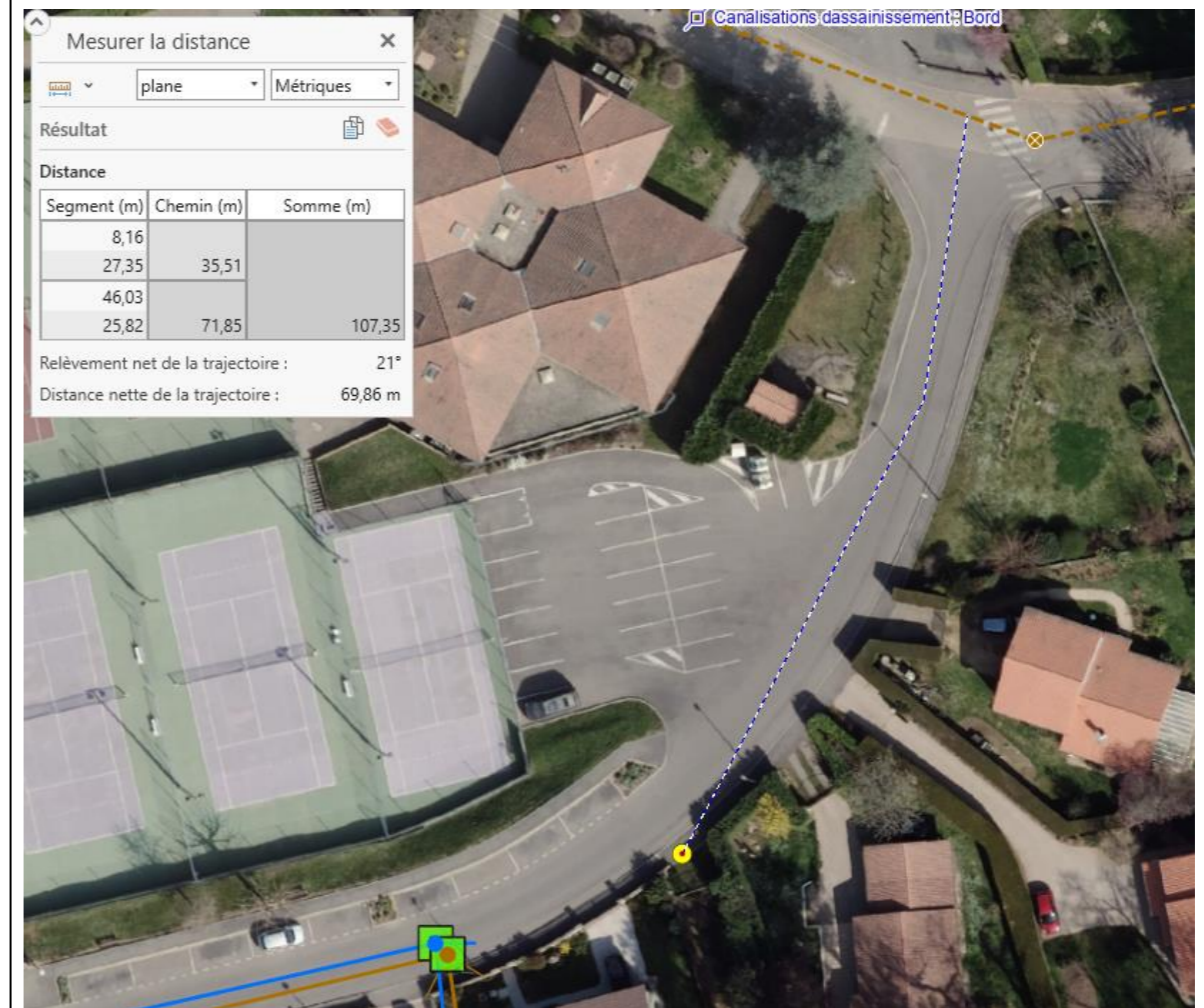 Canalisations dassainissement : Bord
Mesurer la distance
plane Métriques
Résultat
Distance
Segment (m) Chemin (m) Somme (m)
8,16
27,35 35,51
46,03
25,82 71,85 107,35
Relèvement net de la trajectoire : 21°
Distance nette de la trajectoire : 69,86 m